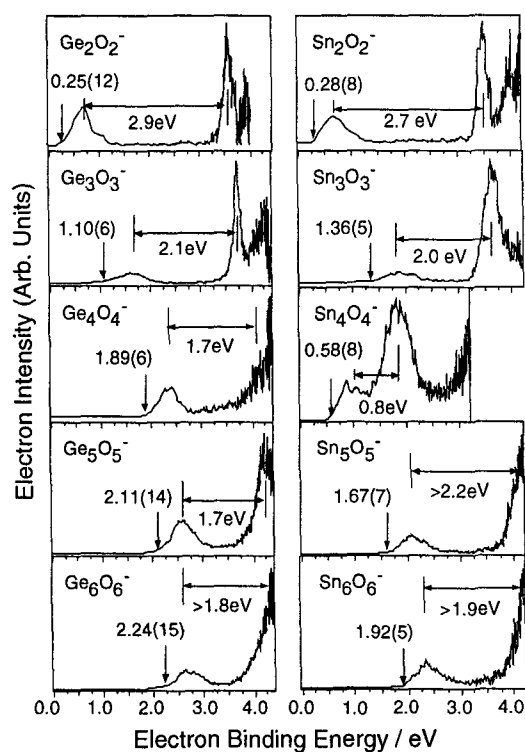 Ge₂O₂⁻
0.25(12)
2.9eV
Sn₂O₂⁻
0.28(8)
2.7 eV
Ge₃O₃⁻
1.10(6)
2.1eV
Sn₃O₃⁻
1.36(5)
2.0 eV
Ge₄O₄⁻
1.7eV
1.89(6)
Sn₄O₄⁻
0.58(8)
0.8eV
Ge₅O₅⁻
2.11(14)
1.7eV
Sn₅O₅⁻
1.67(7)
>2.2eV
Ge₆O₆⁻
>1.8eV
2.24(15)
Sn₆O₆⁻
>1.9eV
1.92(5)
0.0 1.0 2.0 3.0 4.0
0.0 1.0 2.0 3.0 4.0
Electron Intensity (Arb. Units)
Electron Binding Energy / eV